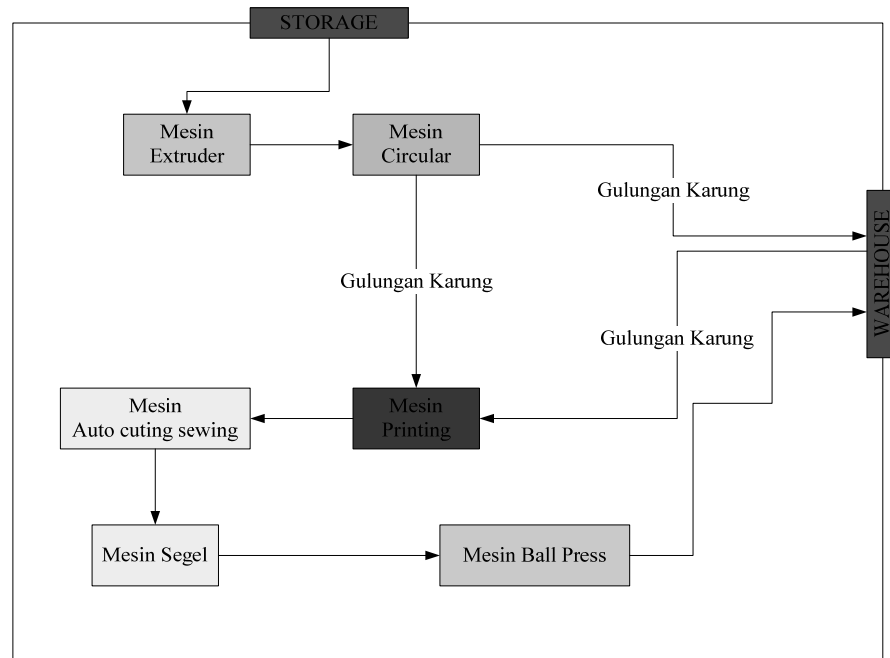 STORAGE
Mesin
Extruder
Mesin
Circular
Gulungan Karung
WAREHOUSE
Gulungan Karung
Gulungan Karung
Mesin
Auto cuting sewing
Mesin
Printing
Mesin Segel
Mesin Ball Press